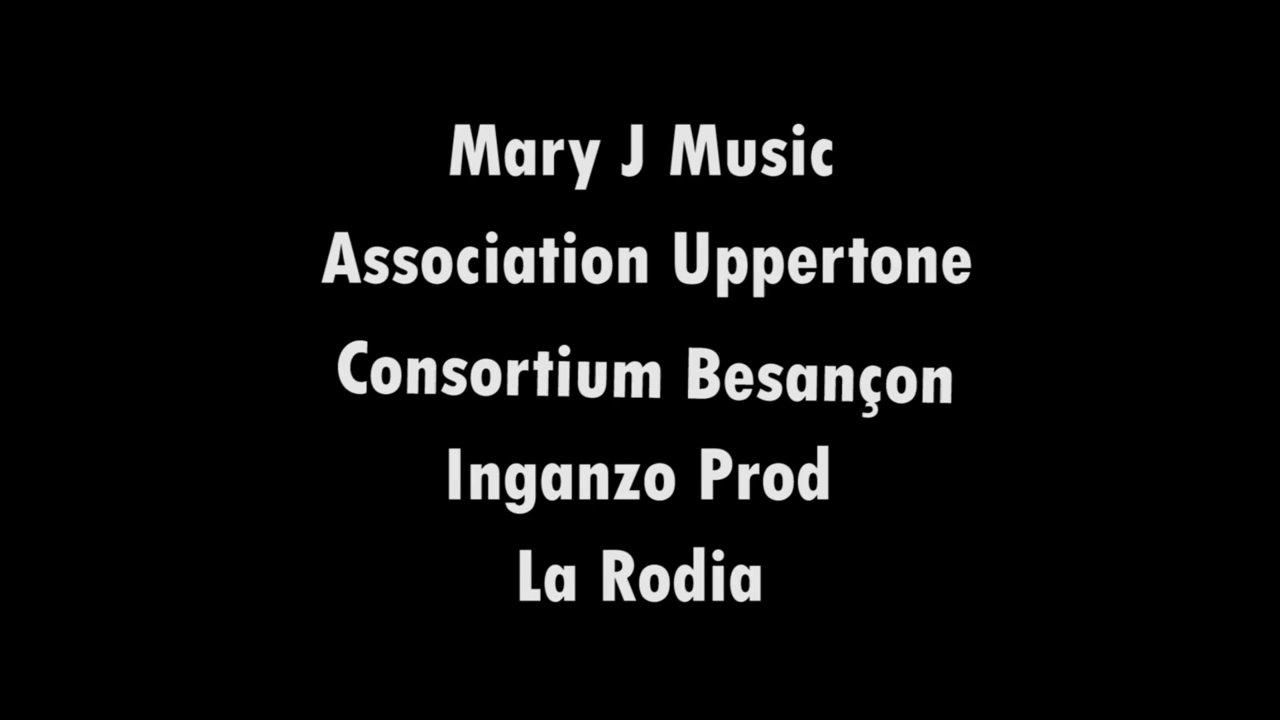 Mary J Music
Association Uppertone
Consortium Besançon
Inganzo Prod
La Rodia